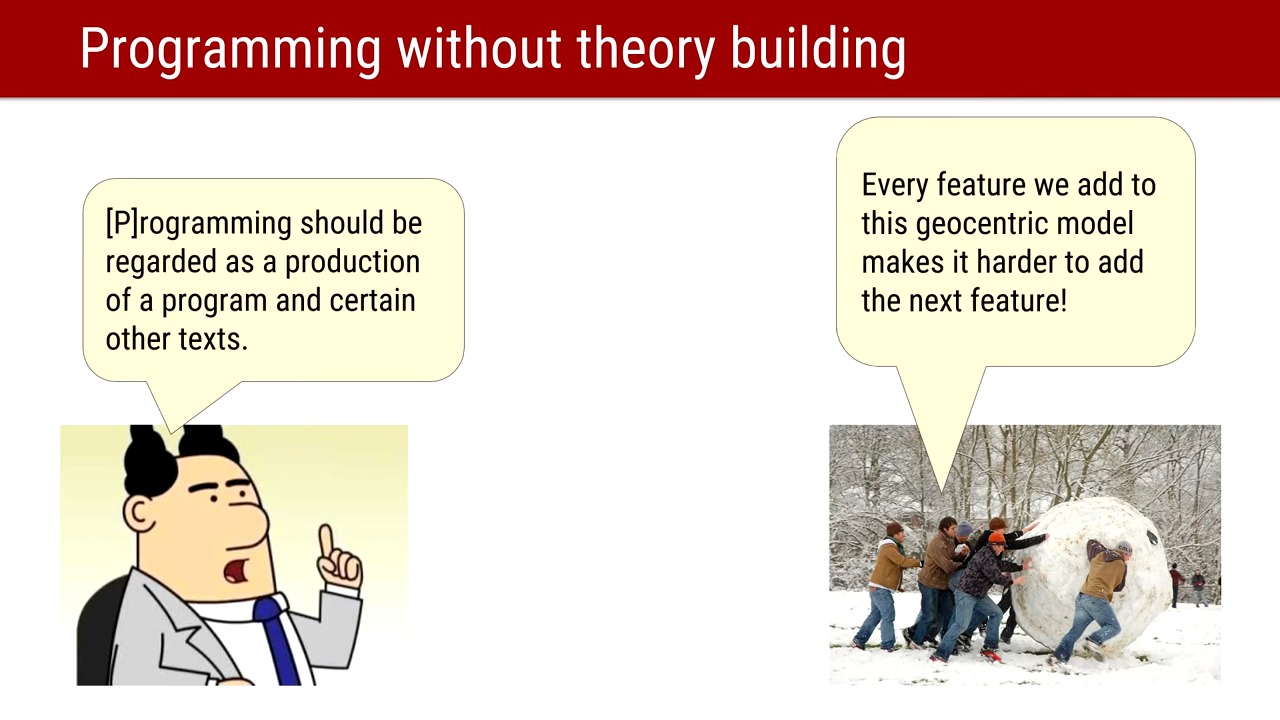 Programming without theory building
[P]rogramming should be
regarded as a production
of a program and certain
other texts.
Every feature we add to
this geocentric model
makes it harder to add
the next feature!